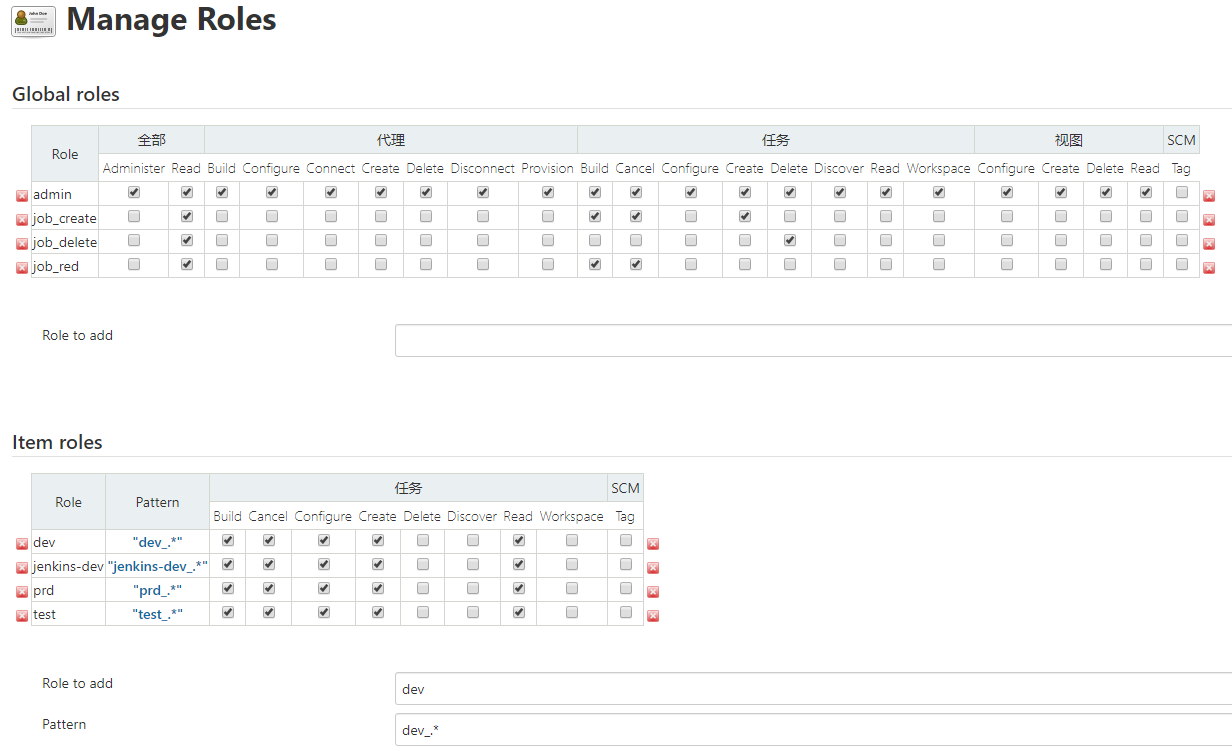 Manage Roles
Global roles
Role 全部 代理 任务 视图 SCM
Administer Read Build Configure Connect Create Delete Disconnect Provision Build Cancel Configure Create Delete Discover Read Workspace Configure Create Delete Read Tag
admin
job_create
job_delete
job_red
Role to add
Item roles
Role Pattern 任务 SCM
Build Cancel Configure Create Delete Discover Read Workspace Tag
dev "dev_.*"
jenkins-dev "jenkins-dev_.*"
prd "prd_.*"
test "test_.*"
Role to add dev
Pattern dev_.*